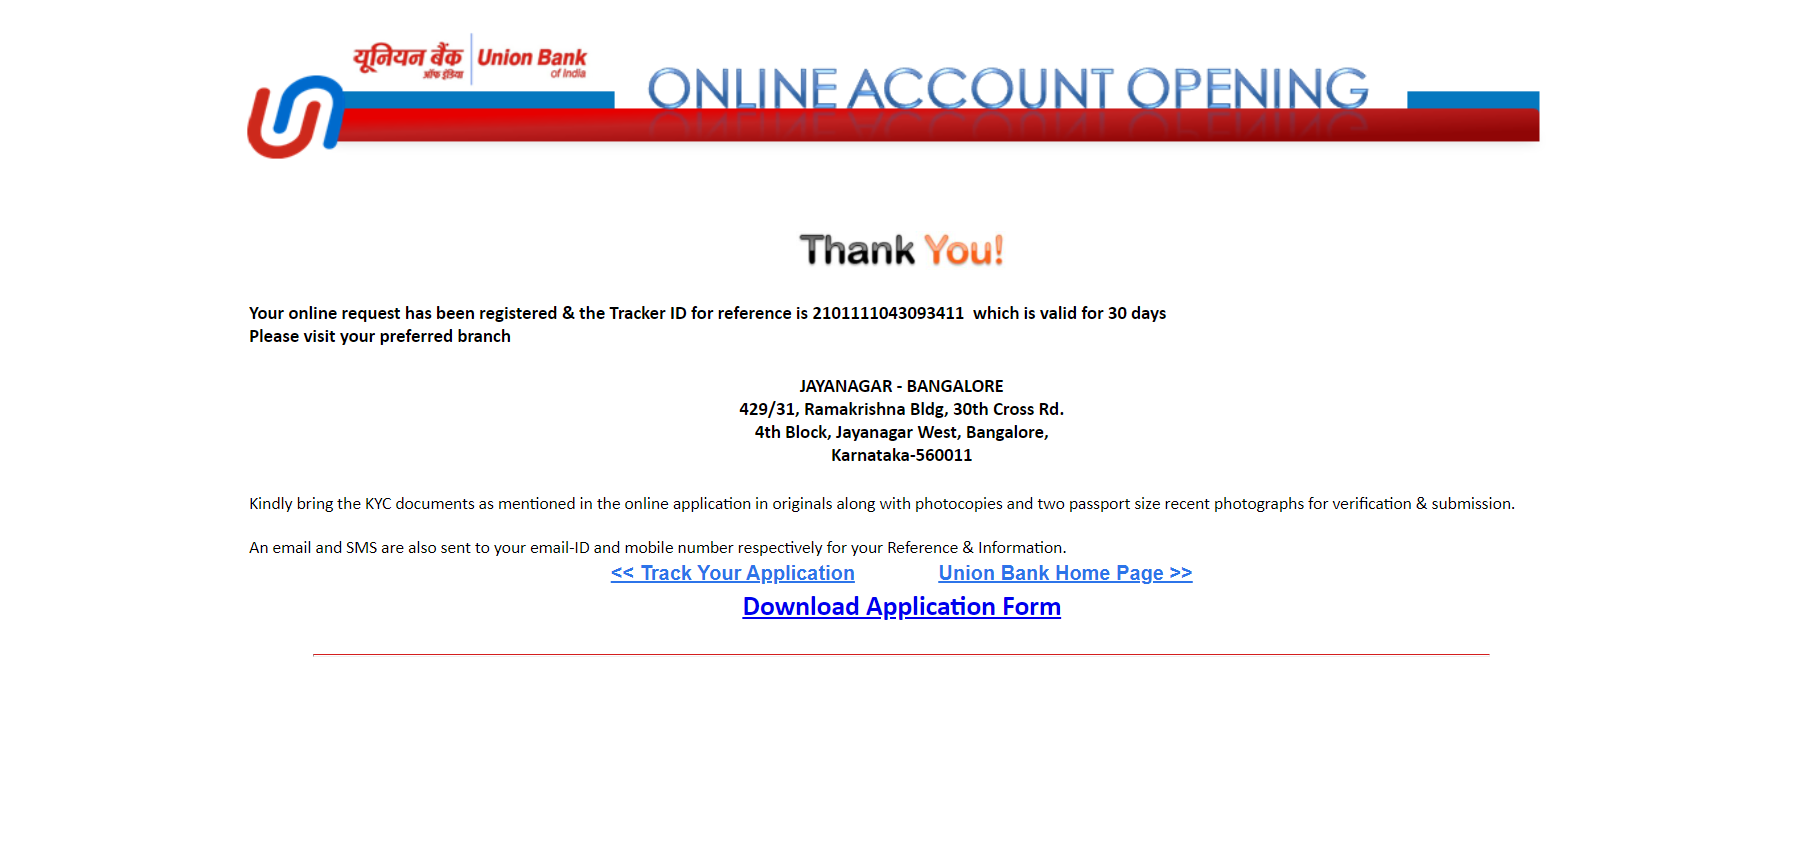 यूनियन बैंक
ऑफ इंडिया
Union Bank
of India
ONLINE ACCOUNT OPENING
Thank You!
Your online request has been registered & the Tracker ID for reference is 2101111043093411 which is valid for 30 days
Please visit your preferred branch
JAYANAGAR - BANGALORE
429/31, Ramakrishna Bldg, 30th Cross Rd.
4th Block, Jayanagar West, Bangalore,
Karnataka-560011
Kindly bring the KYC documents as mentioned in the online application in originals along with photocopies and two passport size recent photographs for verification & submission.
An email and SMS are also sent to your email-ID and mobile number respectively for your Reference & Information.
<< Track Your Application Union Bank Home Page >>
Download Application Form